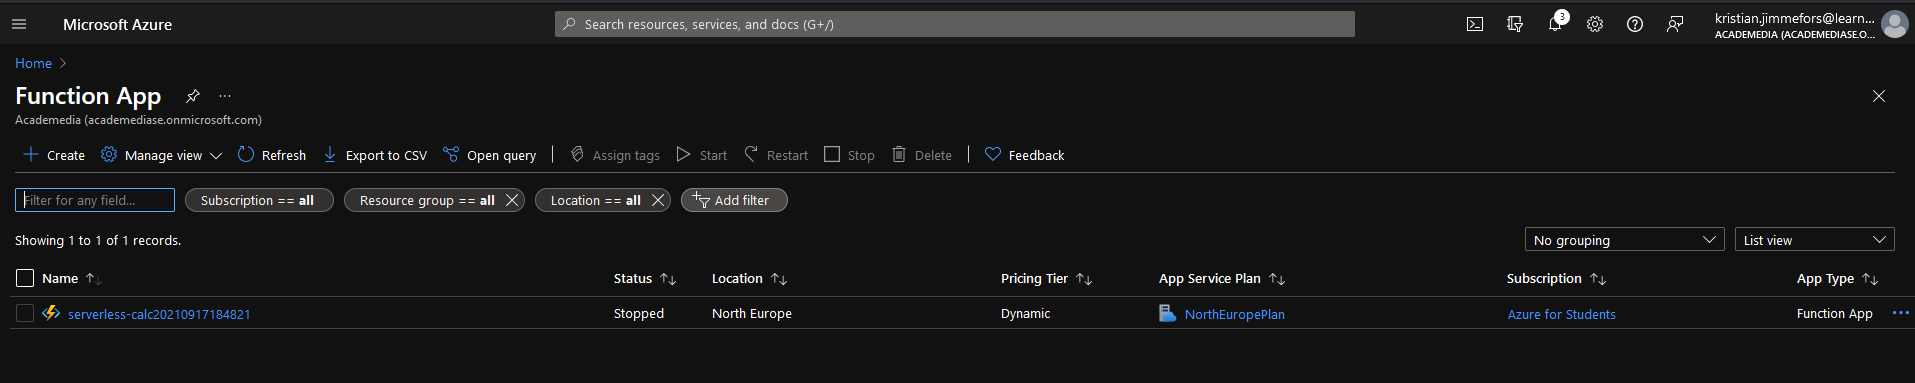 Microsoft Azure
Search resources, services, and docs (G+/)
3
kristian.jimmefors@learn...
ACADEMEDIA (ACADEMEDIASE.O...
Home
Function App
Academedia (academediase.onmicrosoft.com)
Create Manage view Refresh Export to CSV Open query Assign tags Start Restart Stop Delete Feedback
Filter for any field... Subscription == all Resource group == all Location == all Add filter
Showing 1 to 1 of 1 records. No grouping List view
Name Status Location Pricing Tier App Service Plan Subscription App Type
serverless-calc20210917184821 Stopped North Europe Dynamic NorthEuropePlan Azure for Students Function App